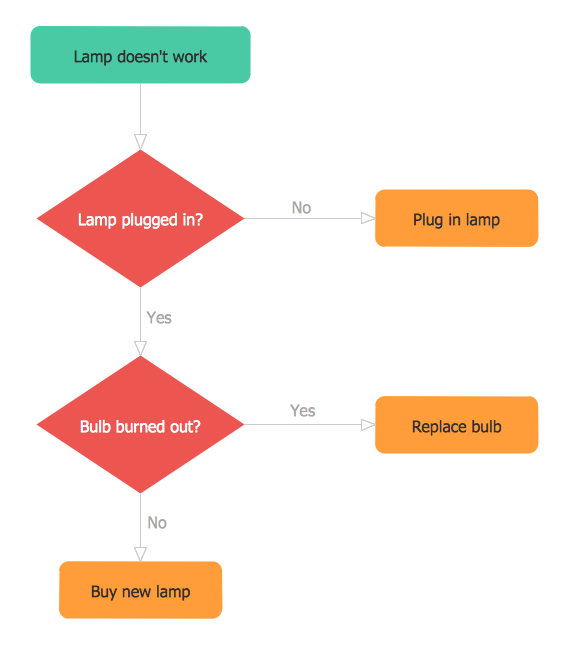 Lamp doesn't work
Lamp plugged in?
No
Plug in lamp
Yes
Bulb burned out?
Yes
Replace bulb
No
Buy new lamp